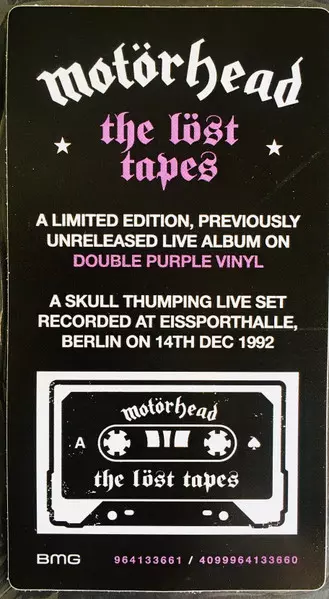 motörhead
the löst
tapes
A LIMITED EDITION, PREVIOUSLY
UNRELEASED LIVE ALBUM ON
DOUBLE PURPLE VINYL
A SKULL THUMPING LIVE SET
RECORDED AT EISSPORTHALLE,
BERLIN ON 14TH DEC 1992
motörhead
A
the löst tapes
BMG 964133661 / 4099964133660